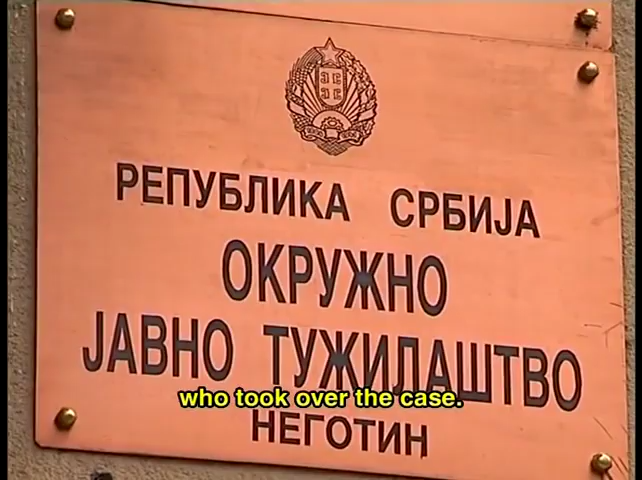 РЕПУБЛИКА СРБИЈА
ОКРУЖНО
ЈАВНО ТУЖИЛАШТВО
who took over the case.
НЕГОТИН